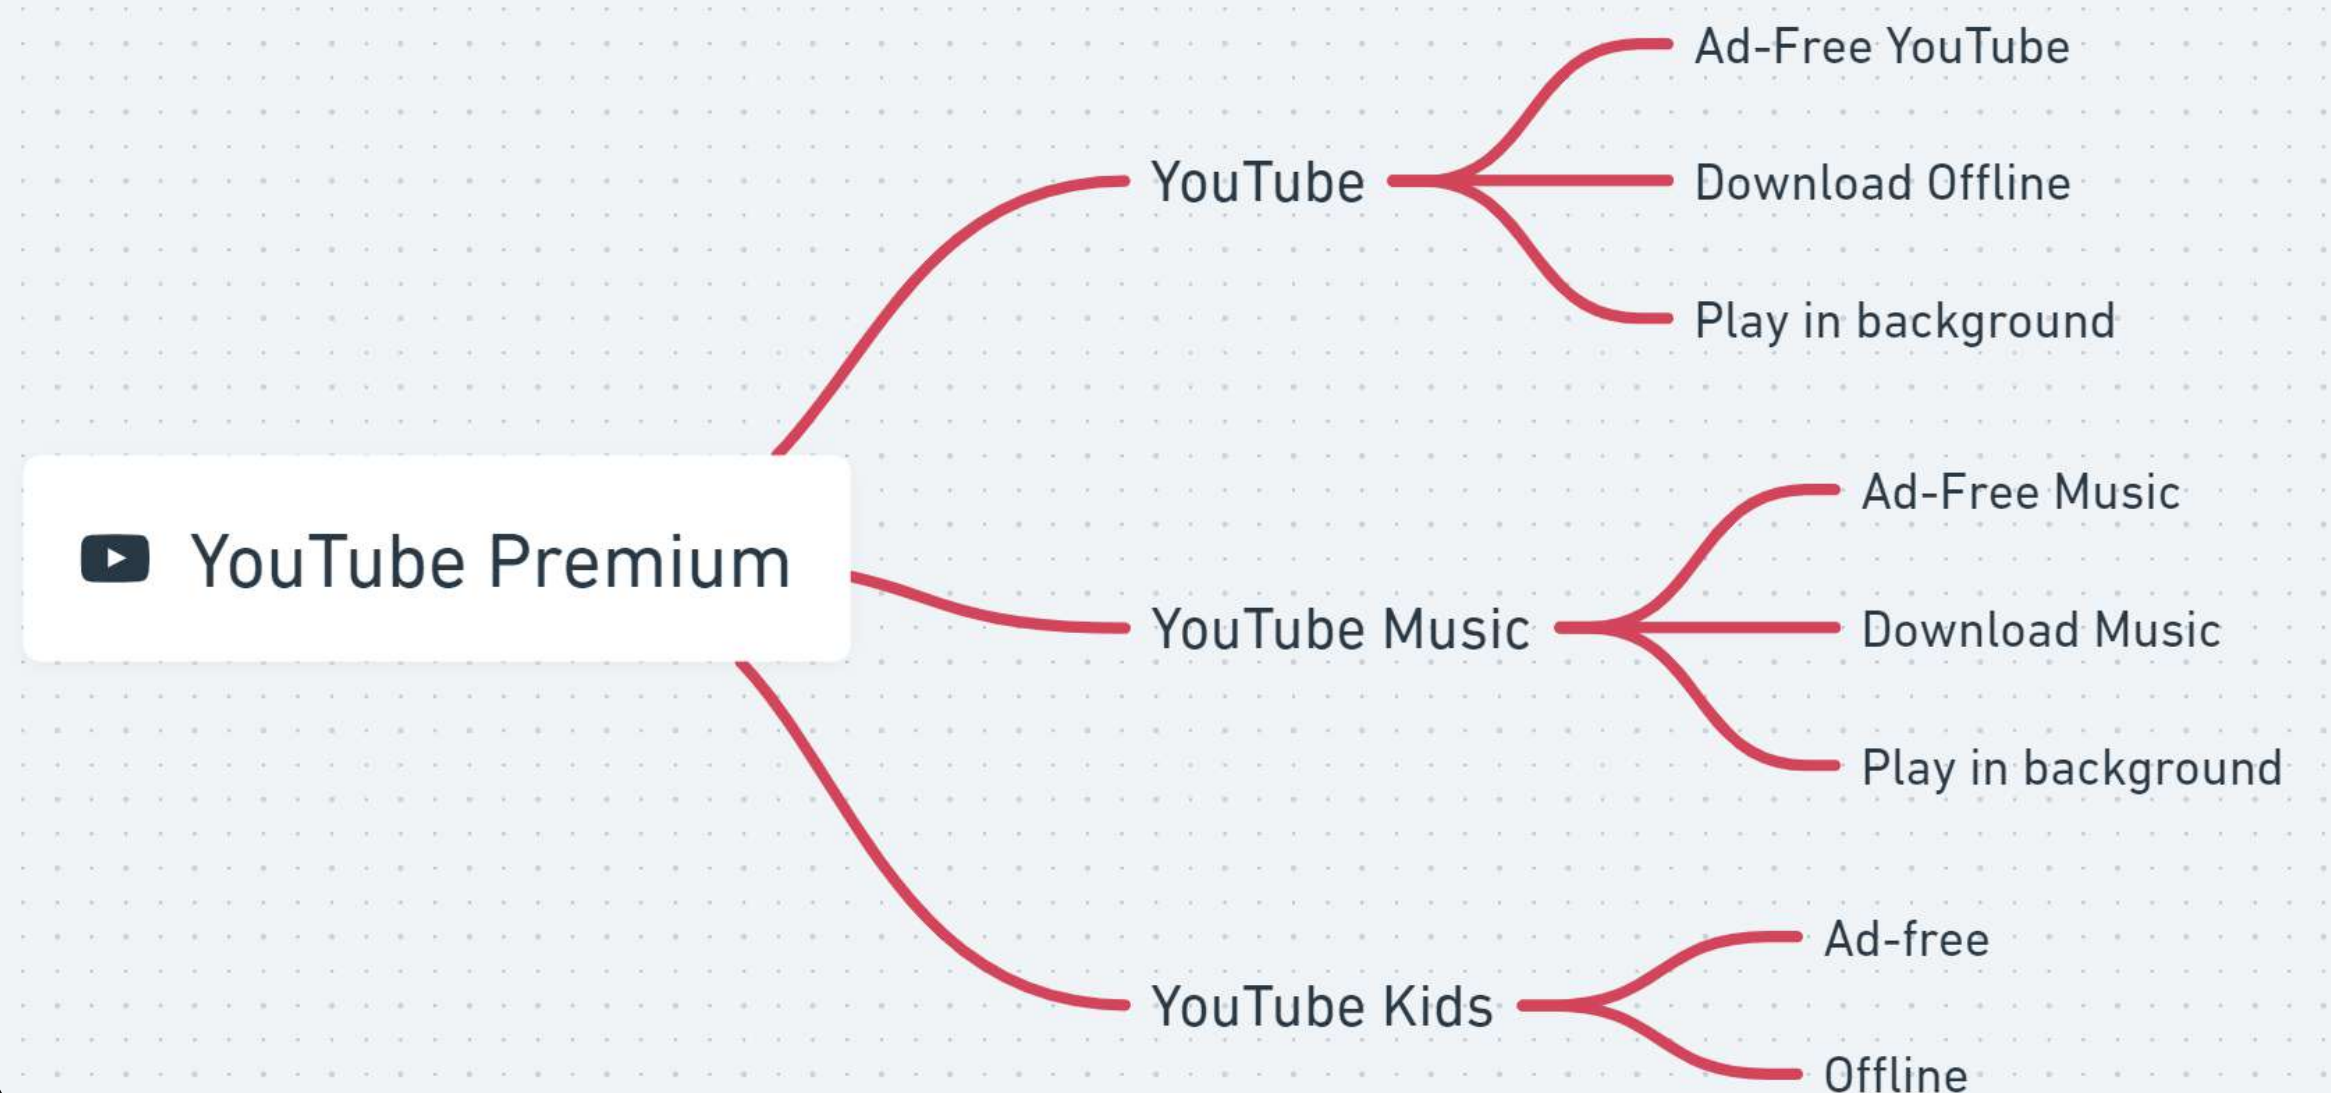 YouTube Premium
YouTube
Ad-Free YouTube
Download Offline
Play in background
YouTube Music
Ad-Free Music
Download Music
Play in background
YouTube Kids
Ad-free
Offline